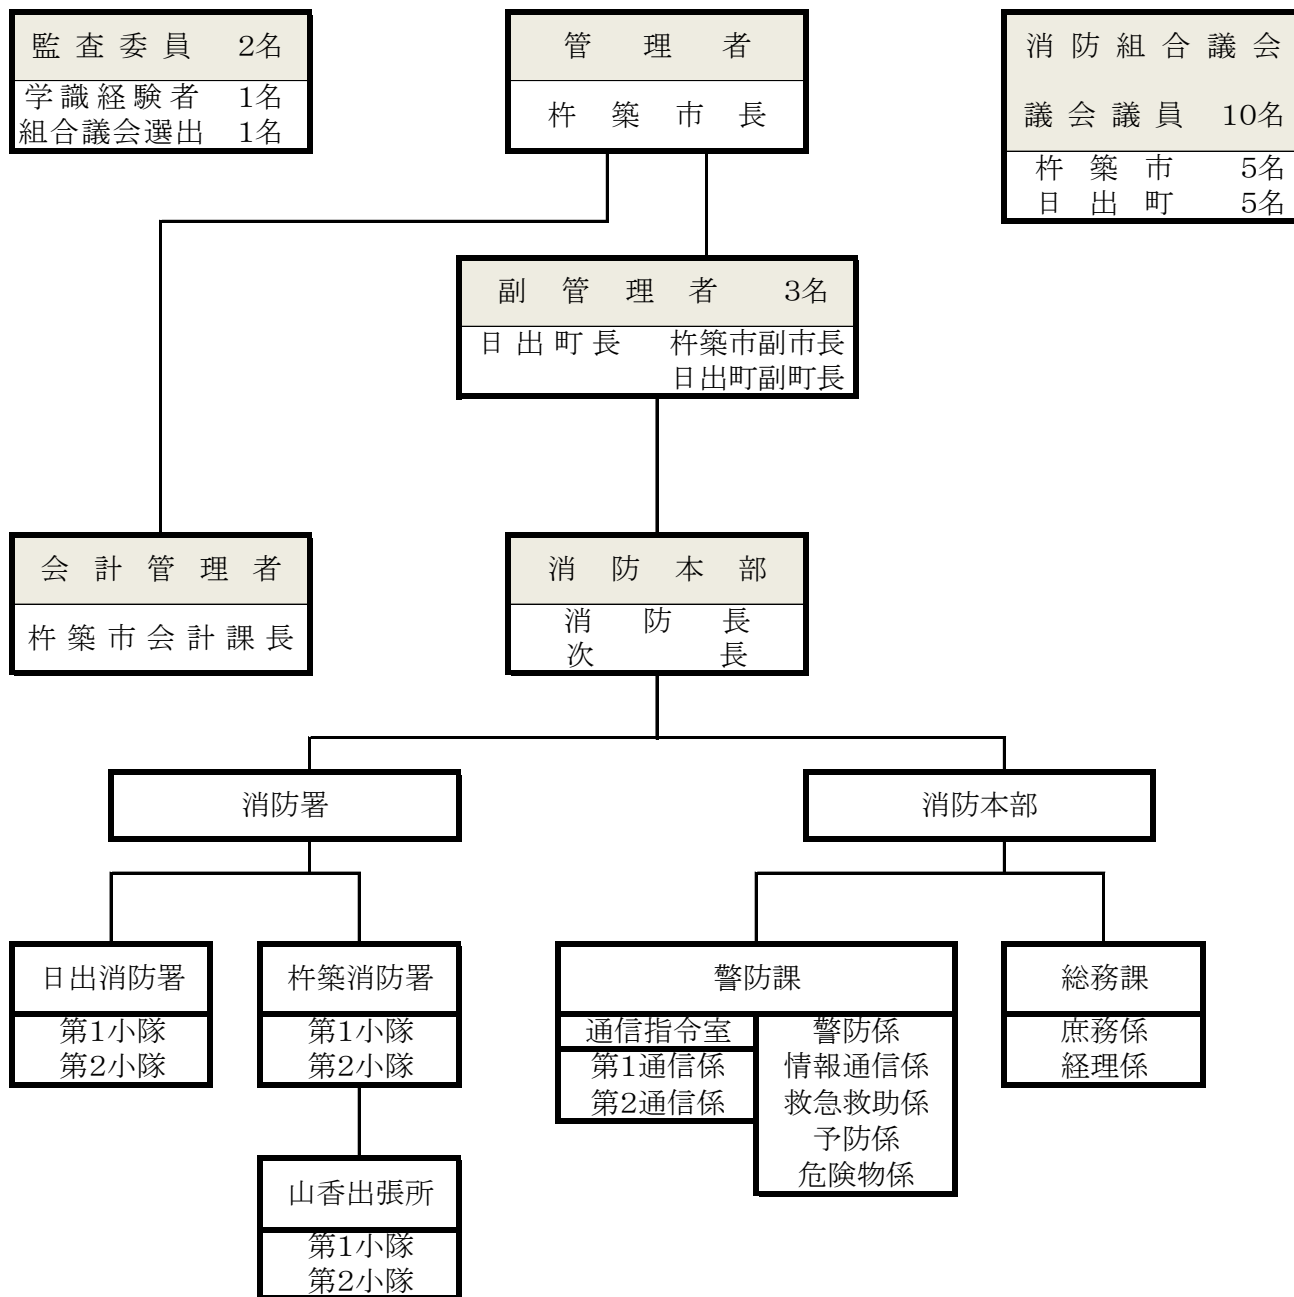 監査委員 2名
学識経験者 1名
組合議会選出 1名
管理者
杵築市長
消防組合議会
議会議員 10名
杵築市 5名
日出町 5名
副管理者 3名
日出町長 杵築市副市長
日出町副町長
会計管理者
杵築市会計課長
消防本部
消防長
次長
消防署
消防本部
日出消防署
第1小隊
第2小隊
杵築消防署
第1小隊
第2小隊
山香出張所
第1小隊
第2小隊
警防課
通信指令室
第1通信係
第2通信係
警防係
情報通信係
救急救助係
予防係
危険物係
総務課
庶務係
経理係